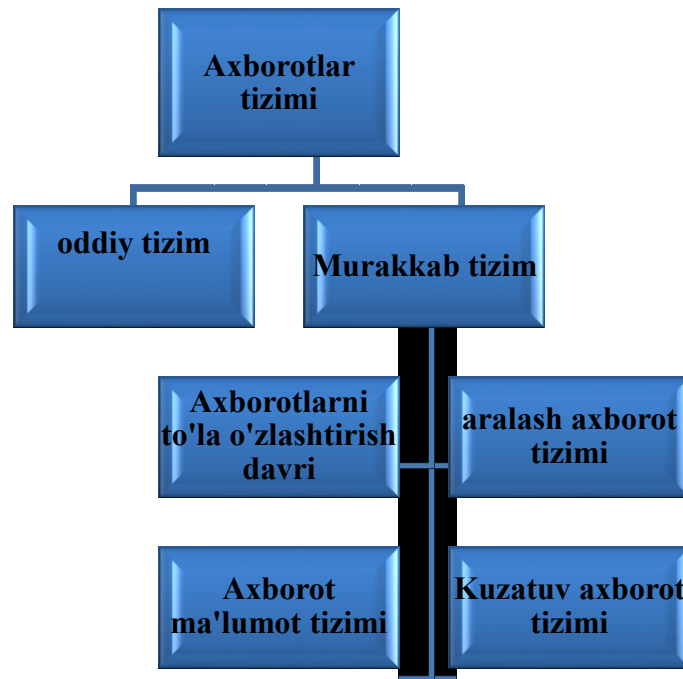 Axborotlar
tizimi
oddiy tizim
Murakkab tizim
Axborotlarni
to'la o'zlashtirish
davri
aralash axborot
tizimi
Axborot
ma'lumot tizimi
Kuzatuv axborot
tizimi